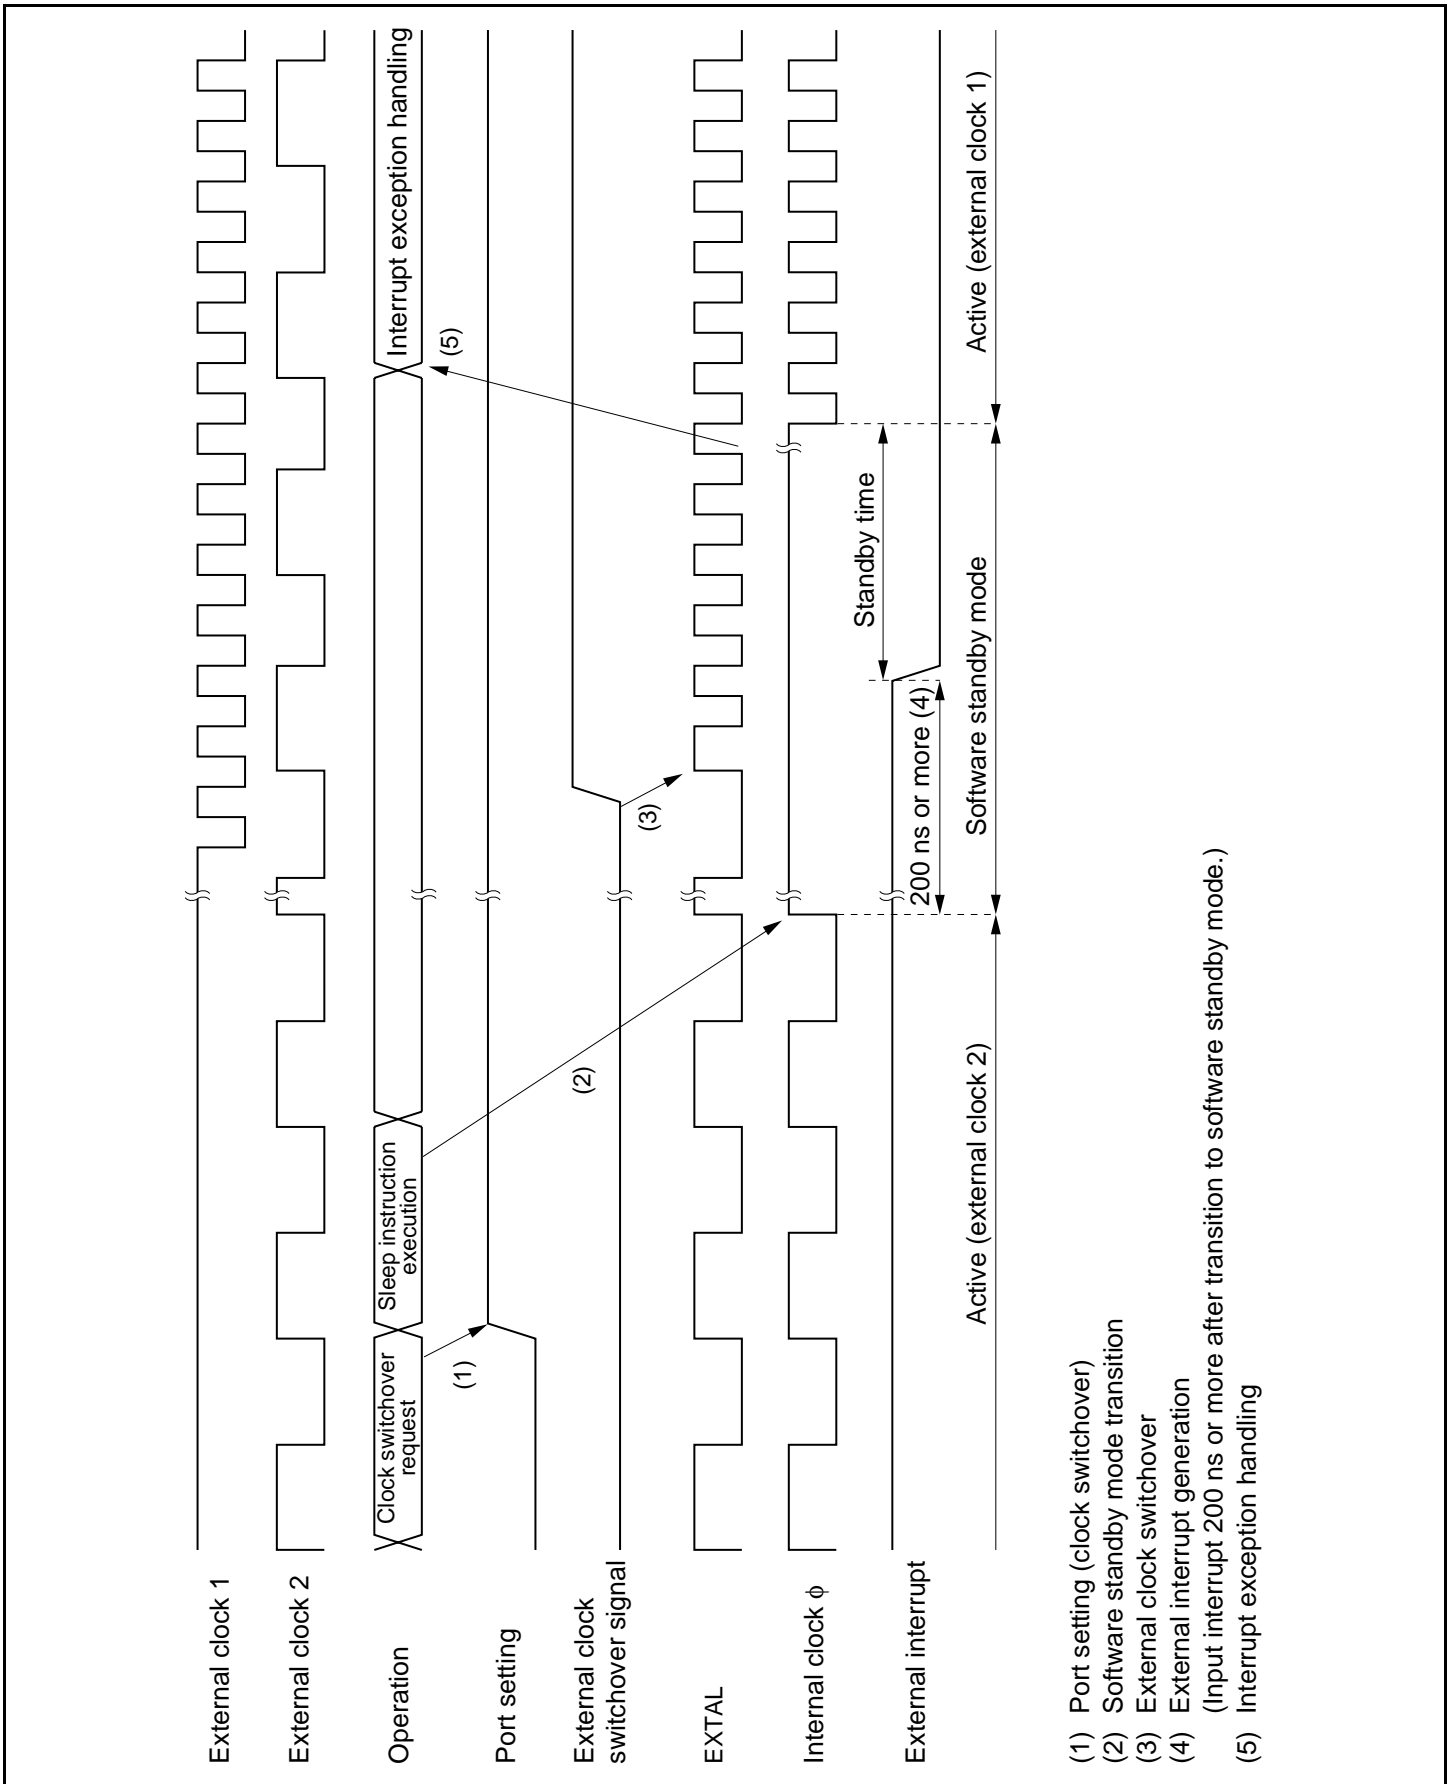 External clock 1
External clock 2
Operation
Clock switchover
request
Sleep instruction
execution
Interrupt exception handling
Port setting
(1)
External clock
switchover signal
(2)
(3)
(5)
EXTAL
Internal clock φ
Standby time
External interrupt
200 ns or more (4)
Active (external clock 2)
Software standby mode
Active (external clock 1)
(1) Port setting (clock switchover)
(2) Software standby mode transition
(3) External clock switchover
(4) External interrupt generation
(Input interrupt 200 ns or more after transition to software standby mode.)
(5) Interrupt exception handling